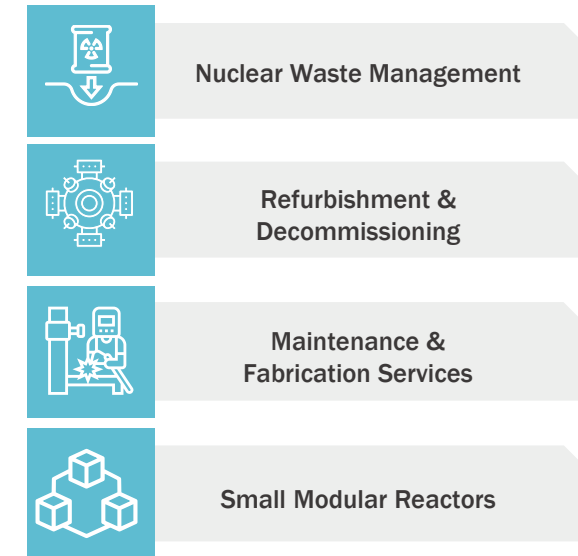 Nuclear Waste Management
Refurbishment &
Decommissioning
Maintenance &
Fabrication Services
Small Modular Reactors